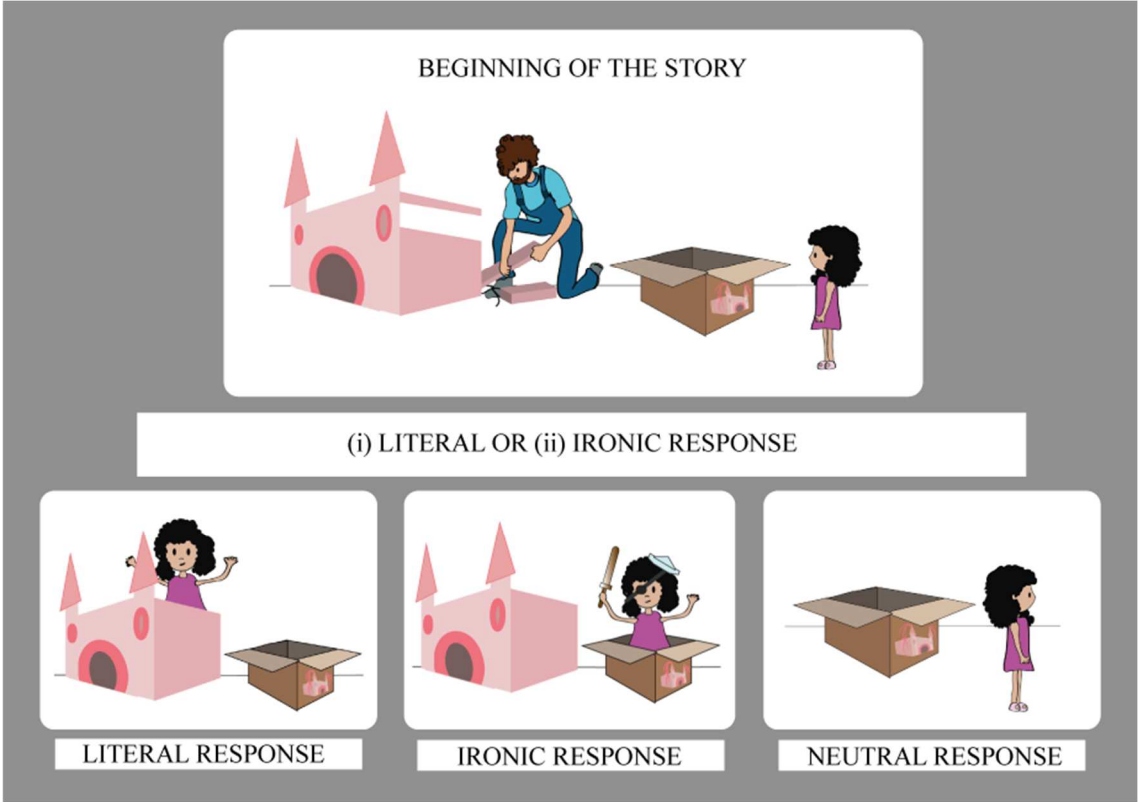 BEGINNING OF THE STORY
(i) LITERAL OR (ii) IRONIC RESPONSE
LITERAL RESPONSE
IRONIC RESPONSE
NEUTRAL RESPONSE